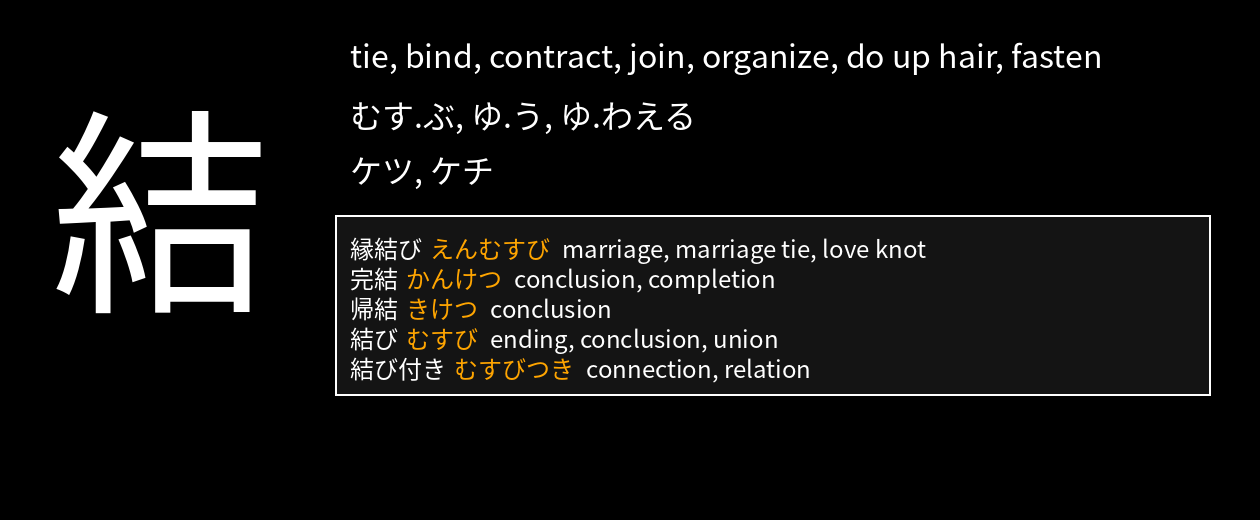 結
tie, bind, contract, join, organize, do up hair, fasten
むす.ぶ, ゆ.う, ゆ.わえる
ケツ, ケチ
縁結び えんむすび marriage, marriage tie, love knot
完結 かんけつ conclusion, completion
帰結 きけつ conclusion
結び むすび ending, conclusion, union
結び付き むすびつき connection, relation